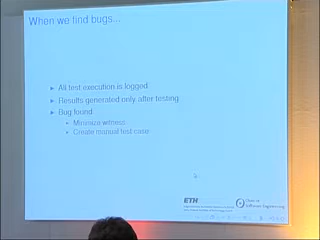 When we find bugs...
All test execution is logged
Results generated only after testing
Bug found
Minimize witness
Create manual test case
ETH
Chair of
Software Engineering